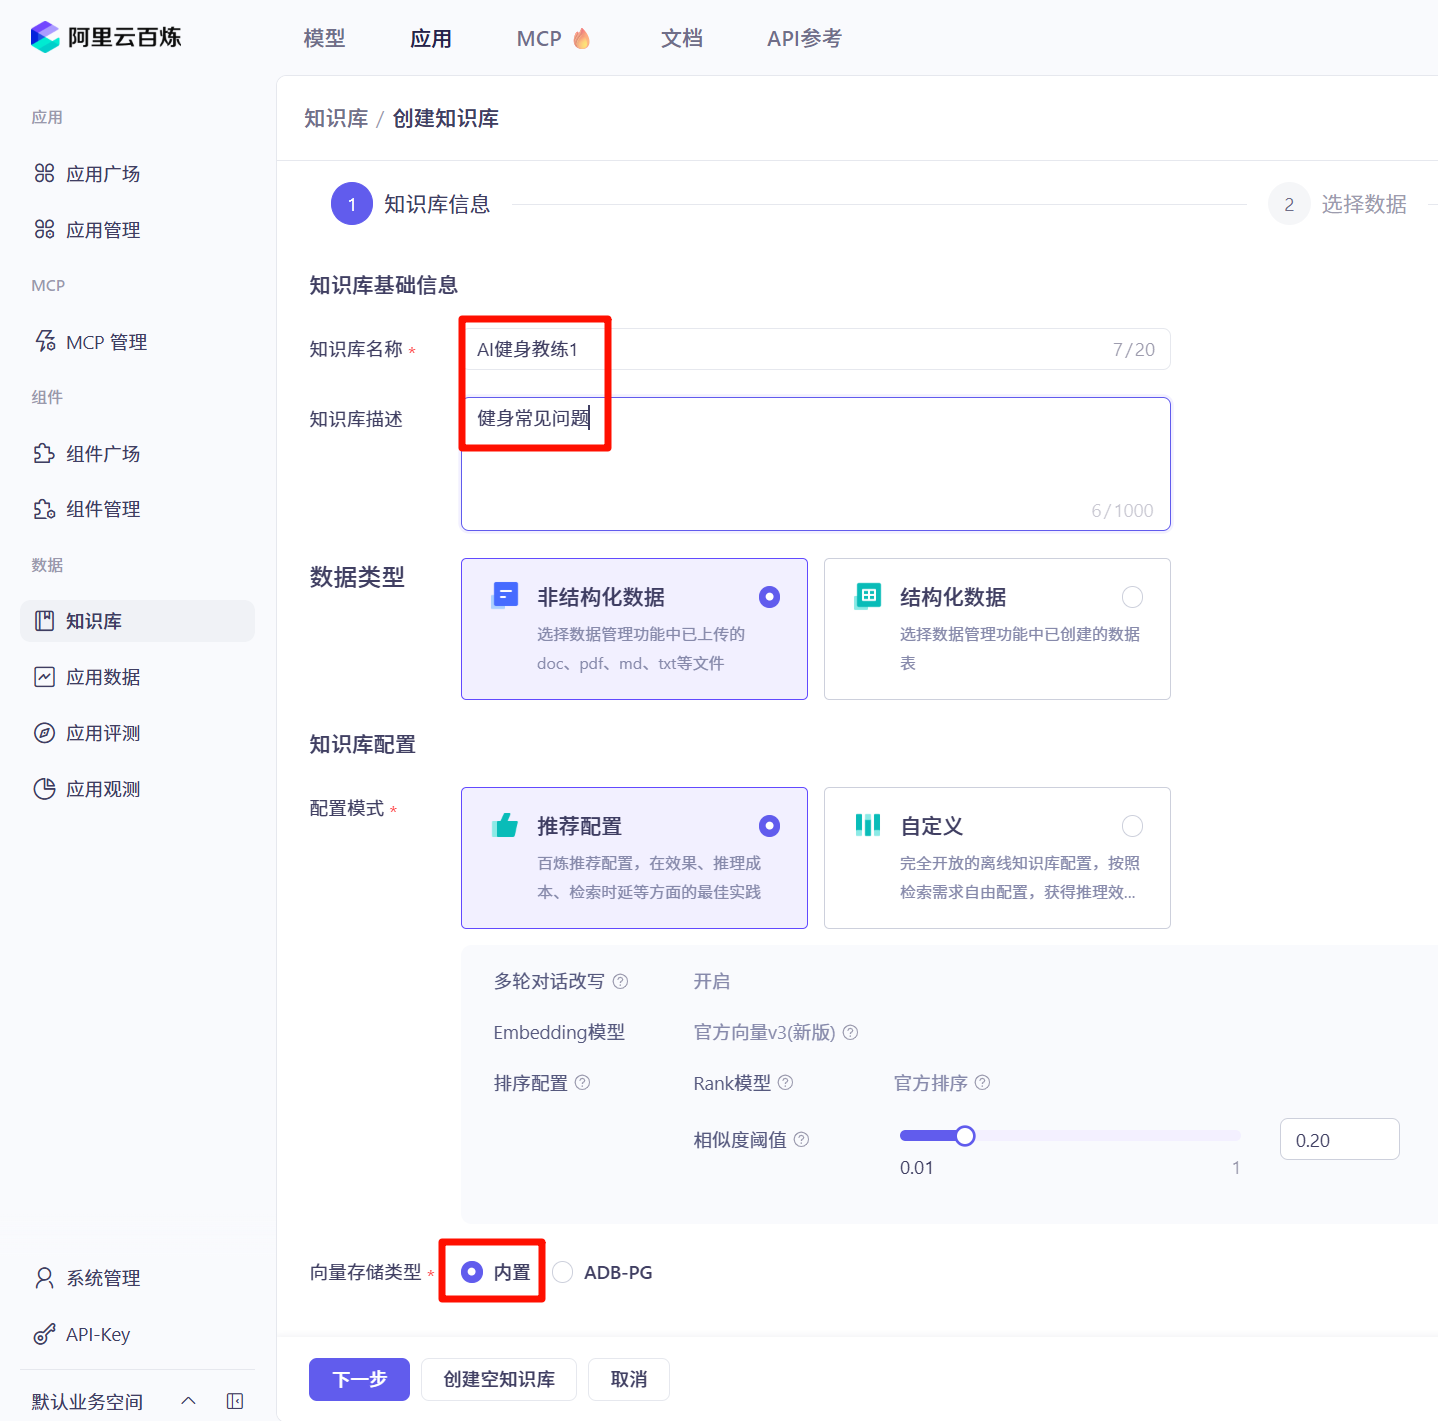 阿里云百炼
模型 应用 MCP 文档 API参考
应用
应用广场
应用管理
MCP
MCP 管理
组件
组件广场
组件管理
数据
知识库
应用数据
应用评测
应用观测
系统管理
API-Key
默认业务空间
知识库 / 创建知识库
1 知识库信息 2 选择数据
知识库基础信息
知识库名称 * AI健身教练1 7/20
知识库描述 健身常见问题
6/1000
数据类型
非结构化数据
选择数据管理功能中已上传的
doc、pdf、md、txt等文件
结构化数据
选择数据管理功能中已创建的数据
表
知识库配置
配置模式 *
推荐配置
百炼推荐配置，在效果、推理成
本、检索时延等方面的最佳实践
自定义
完全开放的离线知识库配置，按照
检索需求自由配置，获得推理效...
多轮对话改写 ? 开启
Embedding模型 官方向量v3(新版) ?
排序配置 ? Rank模型 ? 官方排序 ?
相似度阈值 ? 0.20
0.01 1
向量存储类型 * 内置 ADB-PG
下一步 创建空知识库 取消